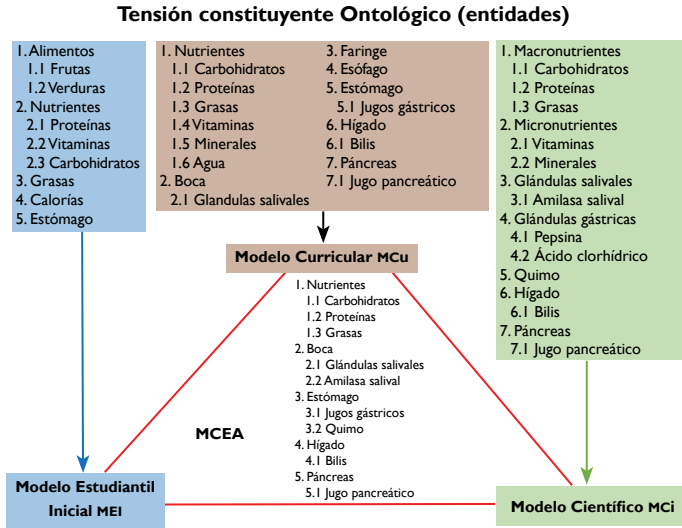 Tensión constituyente Ontológico (entidades)
1. Alimentos
1.1 Frutas
1.2 Verduras
2. Nutrientes
2.1 Proteínas
2.2 Vitaminas
2.3 Carbohidratos
3. Grasas
4. Calorías
5. Estómago
1. Nutrientes
1.1 Carbohidratos
1.2 Proteínas
1.3 Grasas
1.4 Vitaminas
1.5 Minerales
1.6 Agua
2. Boca
2.1 Glandulas salivales
3. Faringe
4. Esófago
5. Estómago
5.1 Jugos gástricos
6. Hígado
6.1 Bilis
7. Páncreas
7.1 Jugo pancreático
1. Macronutrientes
1.1 Carbohidratos
1.2 Proteínas
1.3 Grasas
2. Micronutrientes
2.1 Vitaminas
2.2 Minerales
3. Glándulas salivales
3.1 Amilasa salival
4. Glándulas gástricas
4.1 Pepsina
4.2 Ácido clorhídrico
5. Quimo
6. Hígado
6.1 Bilis
7. Páncreas
7.1 Jugo pancreático
Modelo Curricular MCu
1. Nutrientes
1.1 Carbohidratos
1.2 Proteínas
1.3 Grasas
2. Boca
2.1 Glándulas salivales
2.2 Amilasa salival
3. Estómago
3.1 Jugos gástricos
3.2 Quimo
4. Hígado
4.1 Bilis
5. Páncreas
5.1 Jugo pancreático
MCEA
Modelo Estudiantil
Inicial MEI
Modelo Científico MCi